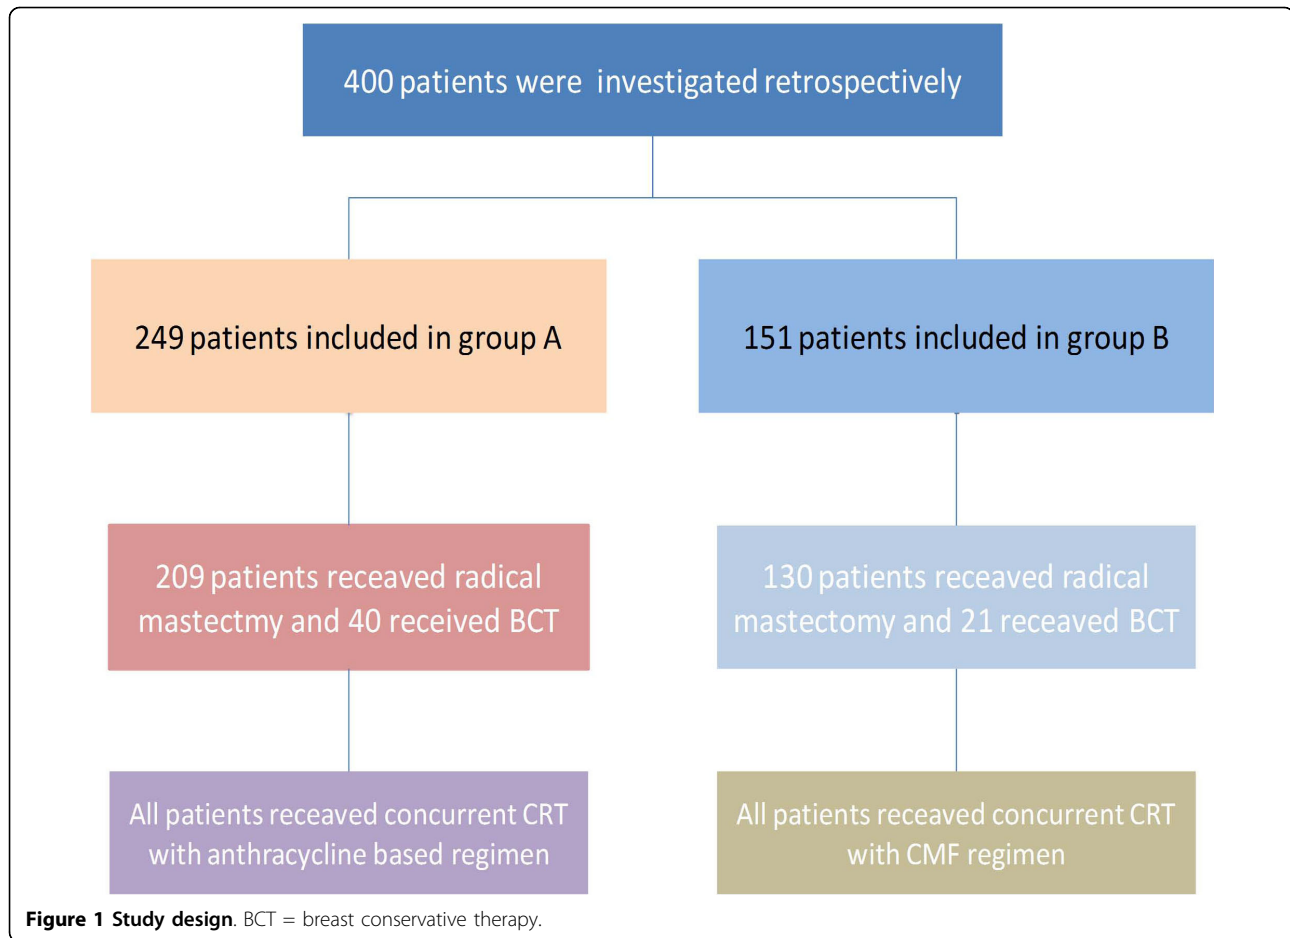 400 patients were investigated retrospectively
249 patients included in group A
151 patients included in group B
209 patients receaved radical
mastectmy and 40 received BCT
130 patients receaved radical
mastectomy and 21 receaved BCT
All patients receaved concurrent CRT
with anthracycline based regimen
All patients receaved concurrent CRT
with CMF regimen
Figure 1 Study design. BCT = breast conservative therapy.